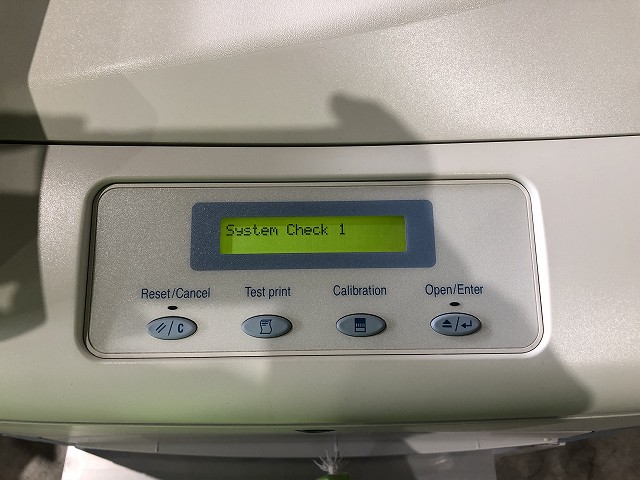 System Check 1
Reset/Cancel
Test print
Calibration
Open/Enter
//C